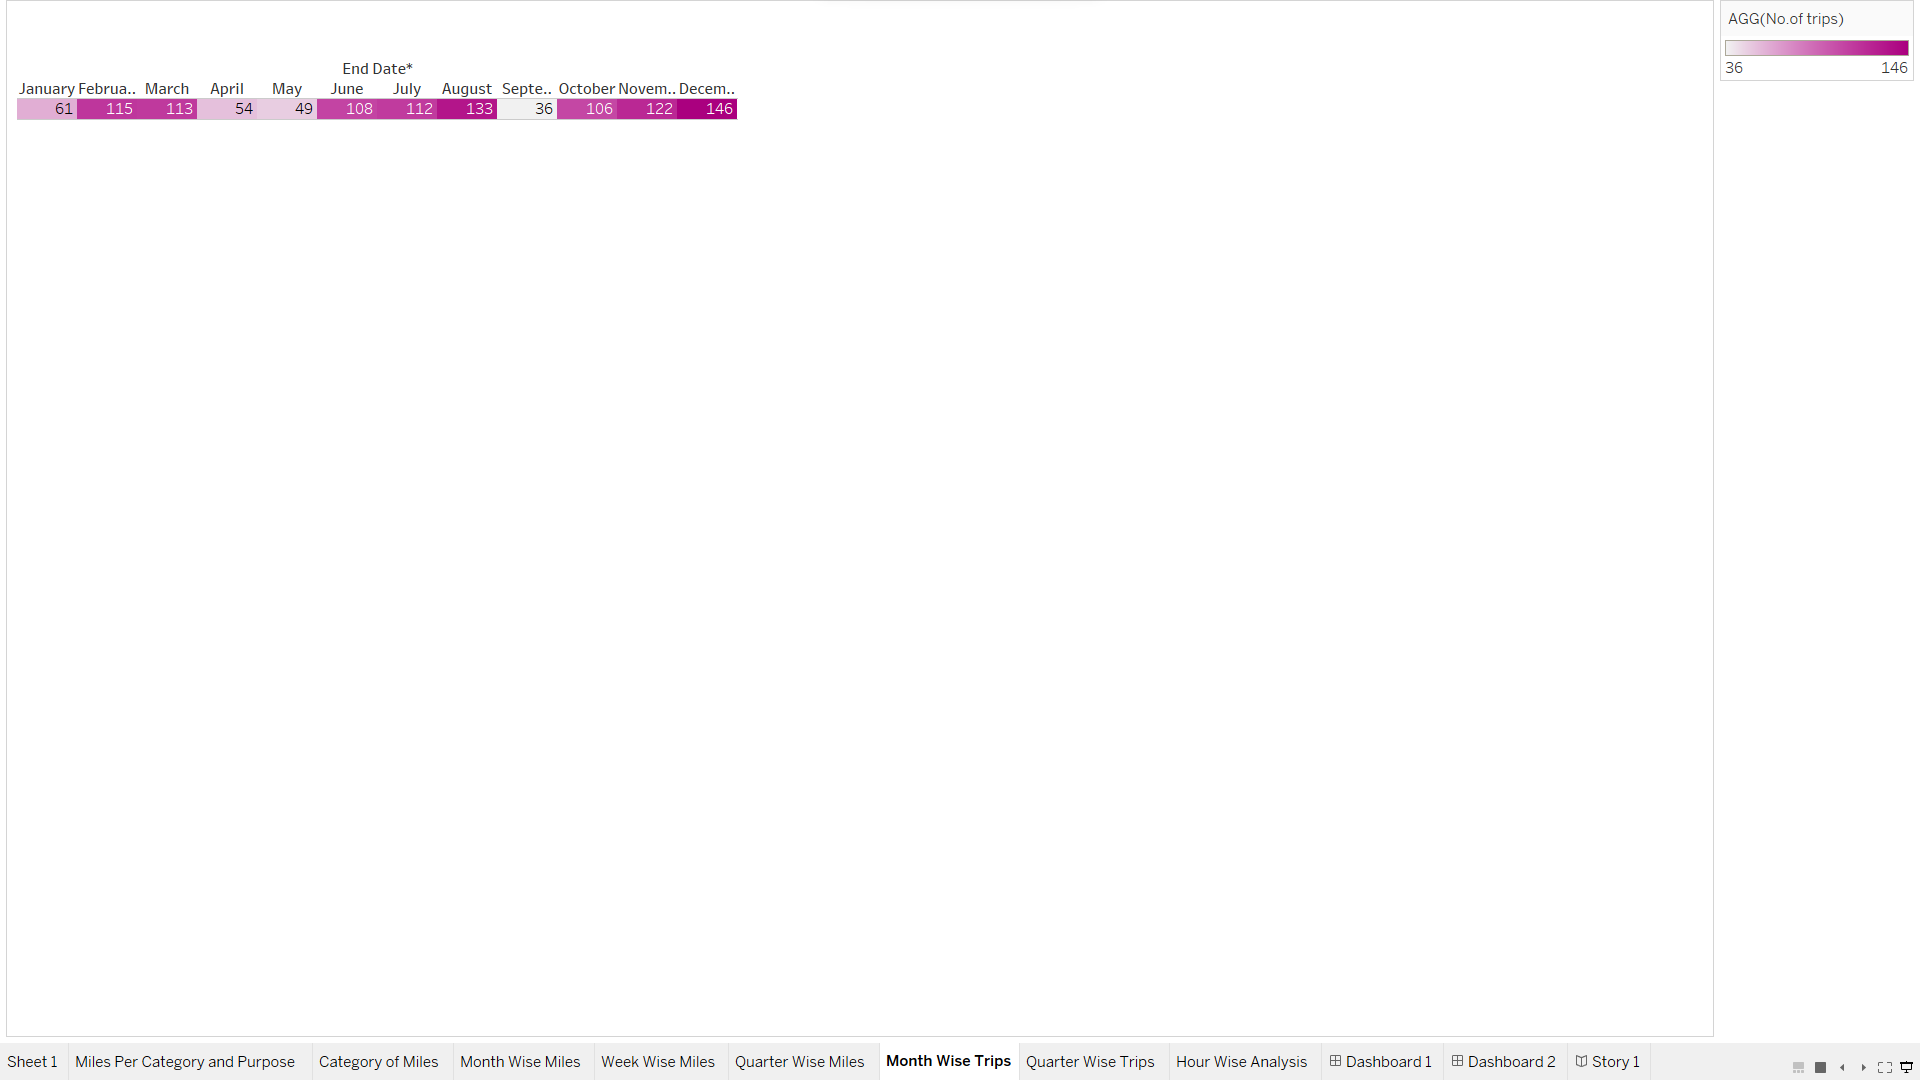 AGG(No.of trips)
36 146
End Date*
January Februa.. March April May June July August Septe.. October Novem.. Decem..
61 115 113 54 49 108 112 133 36 106 122 146
Sheet 1 Miles Per Category and Purpose Category of Miles Month Wise Miles Week Wise Miles Quarter Wise Miles Month Wise Trips Quarter Wise Trips Hour Wise Analysis Dashboard 1 Dashboard 2 Story 1